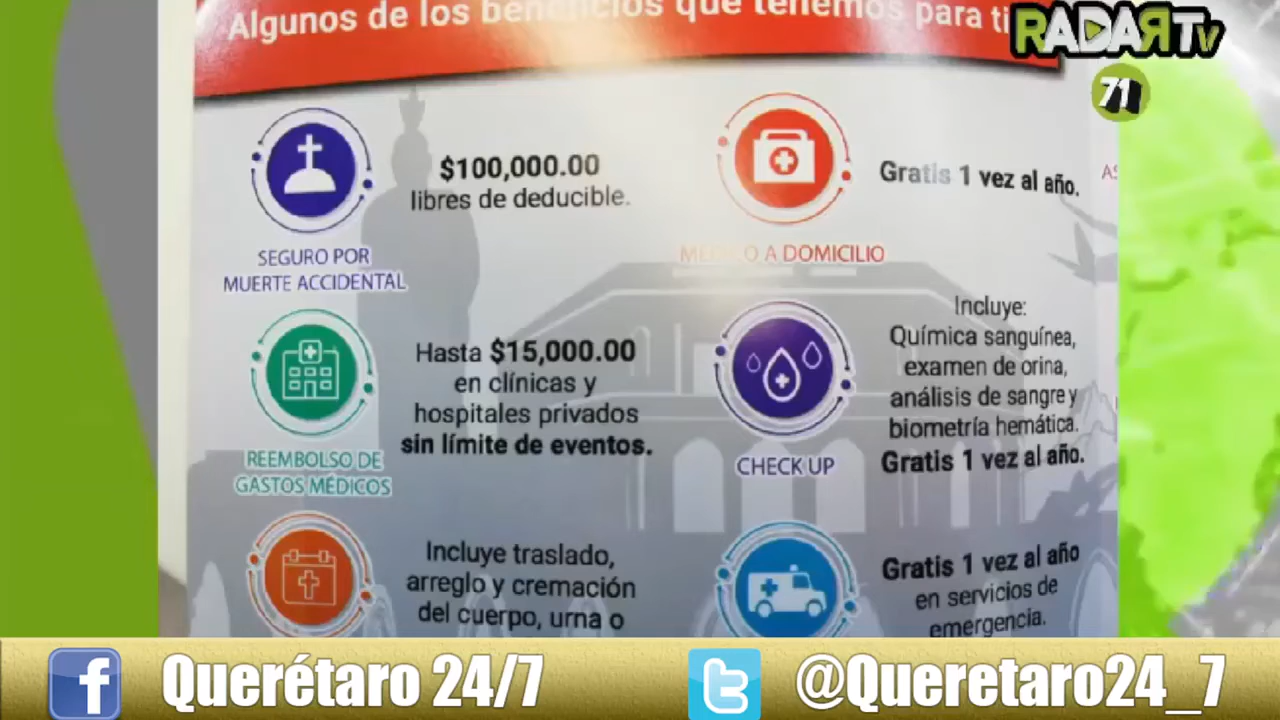 Algunos de los beneficios que tenemos para ti
RADAR TV
71
$100,000.00
libres de deducible.
SEGURO POR
MUERTE ACCIDENTAL
Gratis 1 vez al año.
MÉDICO A DOMICILIO
Hasta $15,000.00
en clínicas y
hospitales privados
sin límite de eventos.
REEMBOLSO DE
GASTOS MÉDICOS
Incluye:
Química sanguínea,
examen de orina,
análisis de sangre y
biometría hemática.
Gratis 1 vez al año.
CHECK UP
Incluye traslado,
arreglo y cremación
del cuerpo, urna o
Gratis 1 vez al año
en servicios de
emergencia.
Querétaro 24/7
@Queretaro24_7